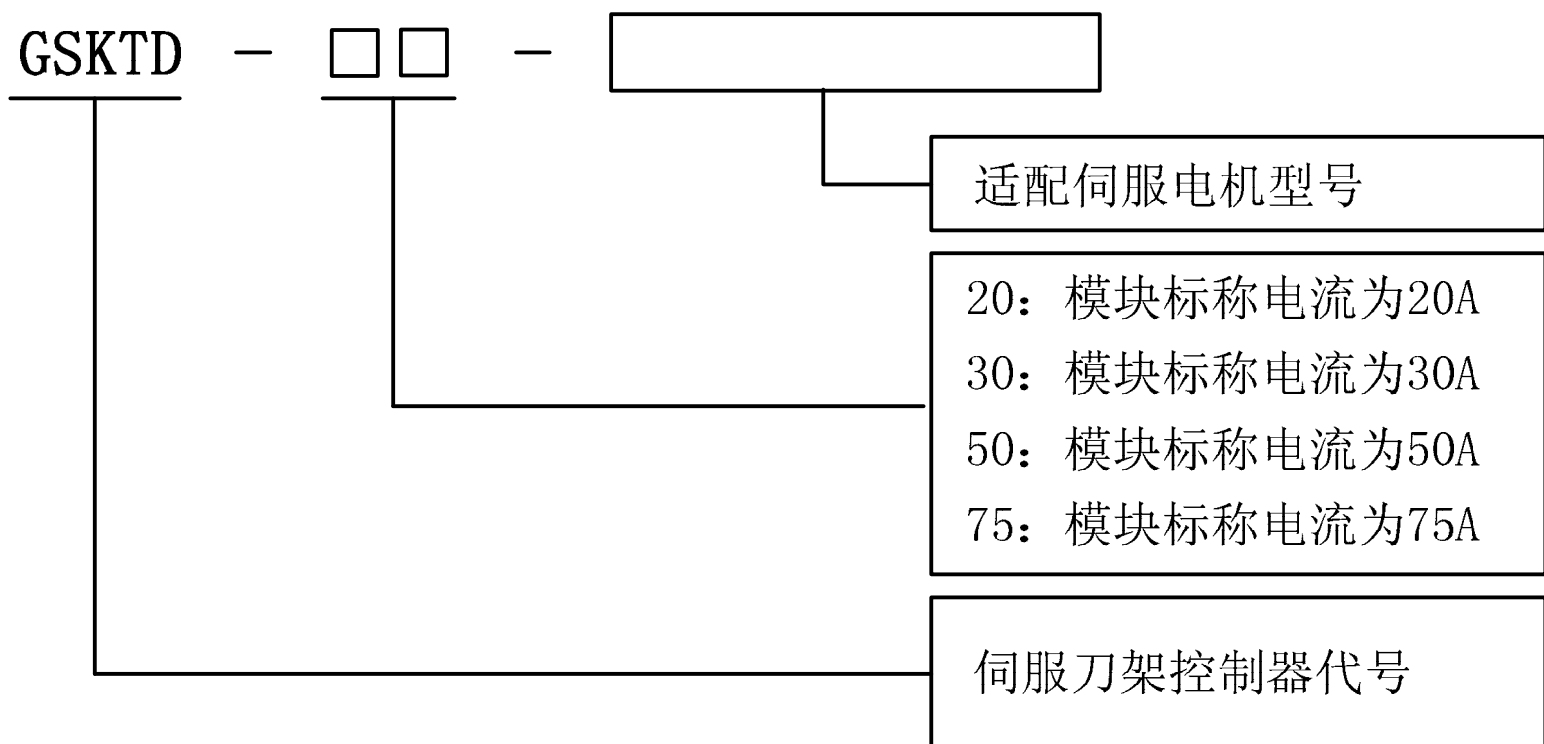 GSKTD - □□ -
适配伺服电机型号
20：模块标称电流为20A
30：模块标称电流为30A
50：模块标称电流为50A
75：模块标称电流为75A
伺服刀架控制器代号